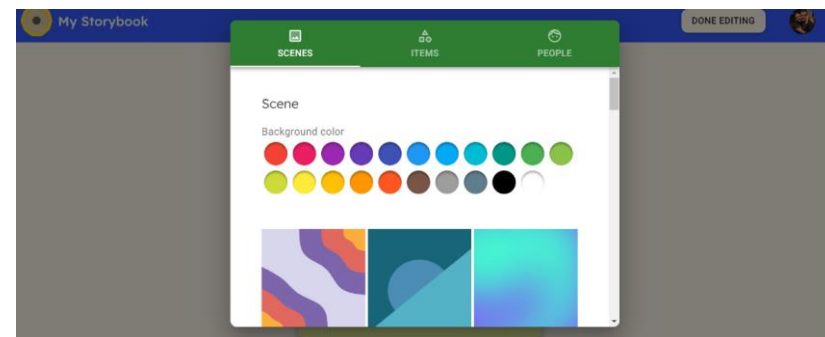 My Storybook
DONE EDITING
SCENES
ITEMS
PEOPLE
Scene
Background color